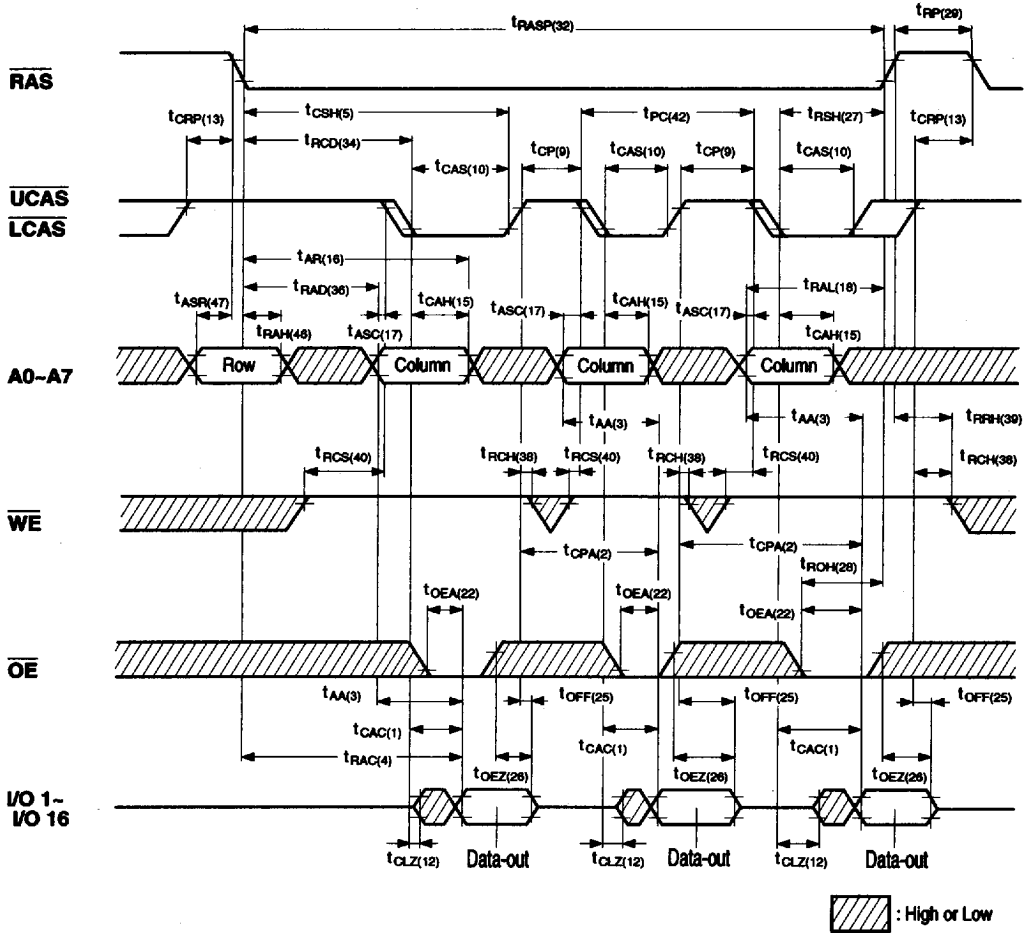 tRASP(32)
tRP(29)
RAS
tCRP(13)
tCSH(5)
tPC(42)
tRSH(27)
tCRP(13)
tRCD(34)
tCAS(10)
tCP(9)
tCAS(10)
tCP(9)
tCAS(10)
UCAS
LCAS
tAR(16)
tRAD(36)
tRAL(18)
tASR(47)
tRAH(46)
tASC(17)
tCAH(15)
tASC(17)
tCAH(15)
tASC(17)
tCAH(15)
A0~A7
Row
Column
Column
Column
tAA(3)
tAA(3)
tRRH(39)
tRCS(40)
tRCH(38)
tRCS(40)
tRCH(38)
tRCS(40)
tRCH(38)
WE
tCPA(2)
tCPA(2)
tROH(28)
tOEA(22)
tOEA(22)
tOEA(22)
OE
tAA(3)
tOFF(25)
tOFF(25)
tOFF(25)
tCAC(1)
tCAC(1)
tCAC(1)
tRAC(4)
tOEZ(26)
tOEZ(26)
tOEZ(26)
I/O 1~
I/O 16
tCLZ(12)
Data-out
tCLZ(12)
Data-out
tCLZ(12)
Data-out
: High or Low